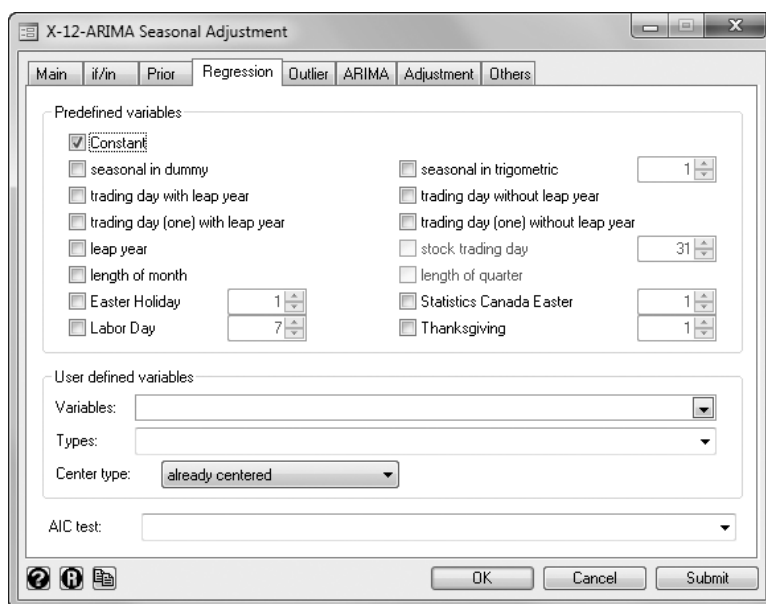 X-12-ARIMA Seasonal Adjustment
Main if/in Prior Regression Outlier ARIMA Adjustment Others
Predefined variables
Constant
seasonal in dummy seasonal in trigometric 1
trading day with leap year trading day without leap year
trading day (one) with leap year trading day (one) without leap year
leap year stock trading day 31
length of month length of quarter
Easter Holiday 1 Statistics Canada Easter 1
Labor Day 7 Thanksgiving 1
User defined variables
Variables:
Types:
Center type: already centered
AIC test:
? R OK Cancel Submit